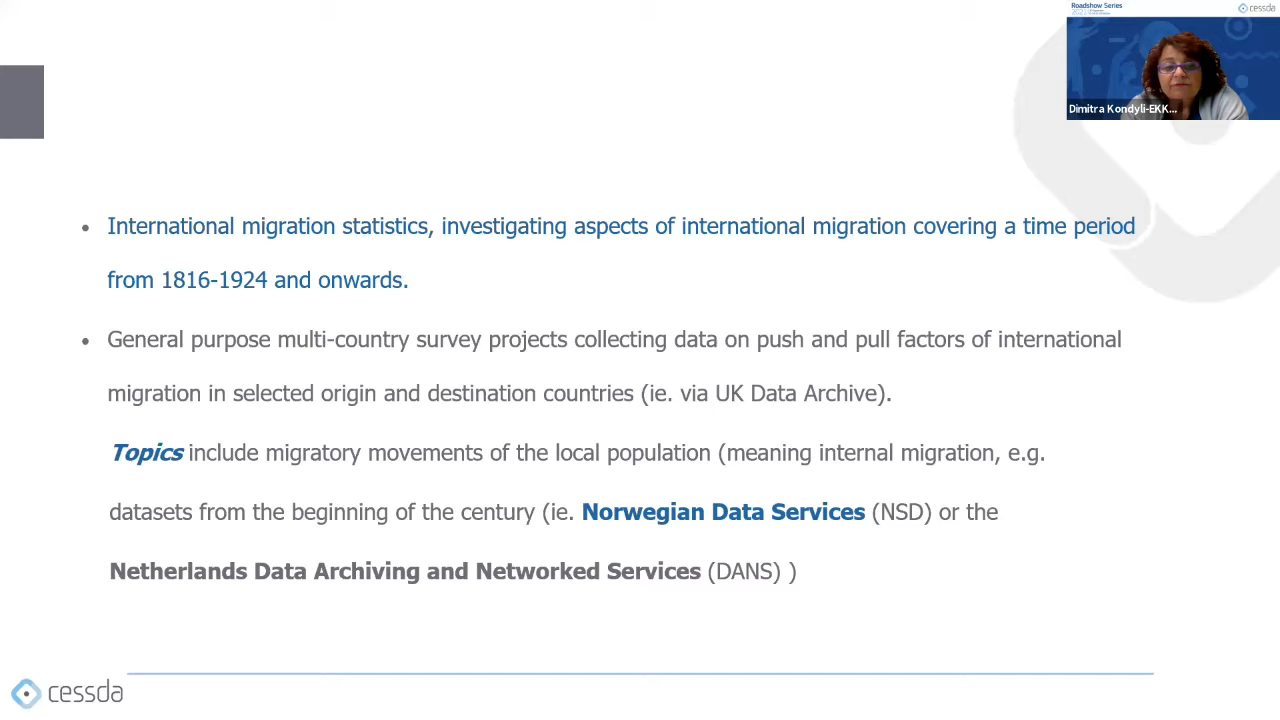 Roadshow Series
2021
cessda
Dimitra Kondyli-EKK...
• International migration statistics, investigating aspects of international migration covering a time period
from 1816-1924 and onwards.
• General purpose multi-country survey projects collecting data on push and pull factors of international
migration in selected origin and destination countries (ie. via UK Data Archive).
Topics include migratory movements of the local population (meaning internal migration, e.g.
datasets from the beginning of the century (ie. Norwegian Data Services (NSD) or the
Netherlands Data Archiving and Networked Services (DANS) )
cessda